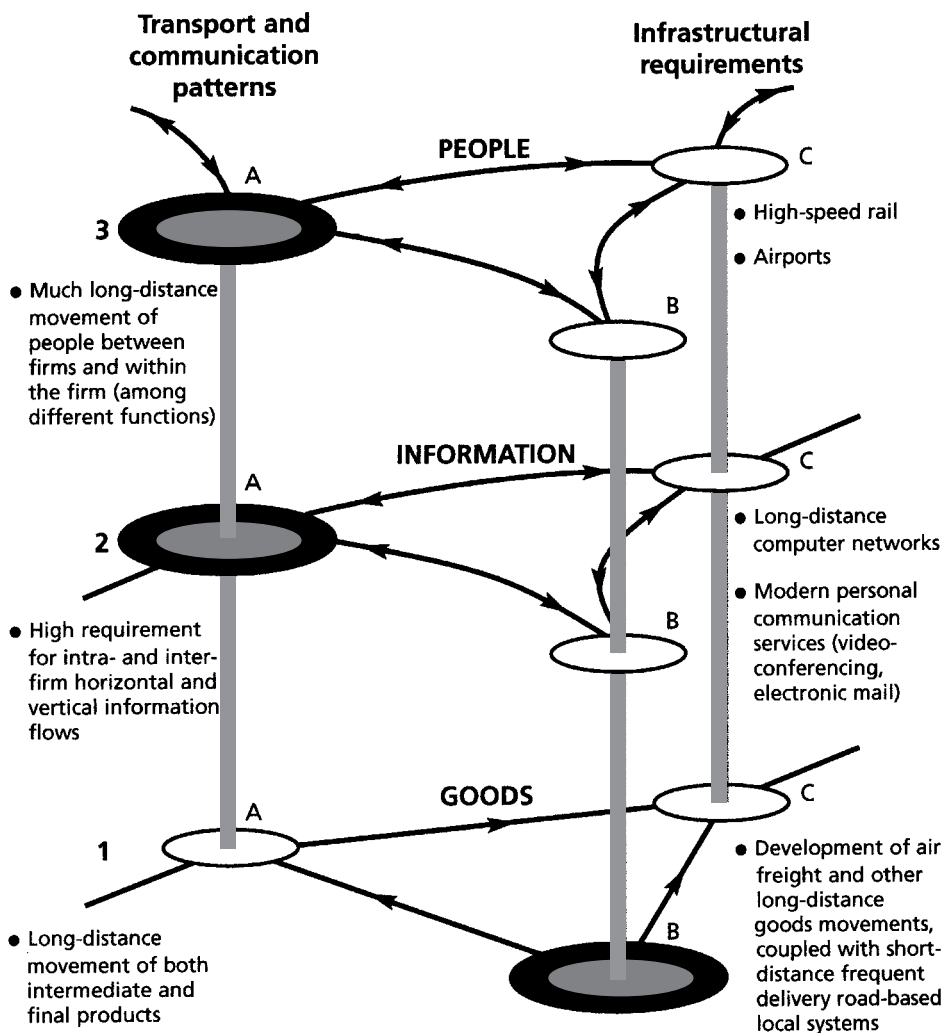 Transport and
communication
patterns
Infrastructural
requirements
PEOPLE
A
C
3
● High-speed rail
● Airports
● Much long-distance
movement of
people between
firms and within
the firm (among
different functions)
B
INFORMATION
A
C
2
● Long-distance
computer networks
● Modern personal
communication
services (video-
conferencing,
electronic mail)
B
● High requirement
for intra- and inter-
firm horizontal and
vertical information
flows
GOODS
A
C
1
● Development of air
freight and other
long-distance
goods movements,
coupled with short-
distance frequent
delivery road-based
local systems
B
● Long-distance
movement of both
intermediate and
final products